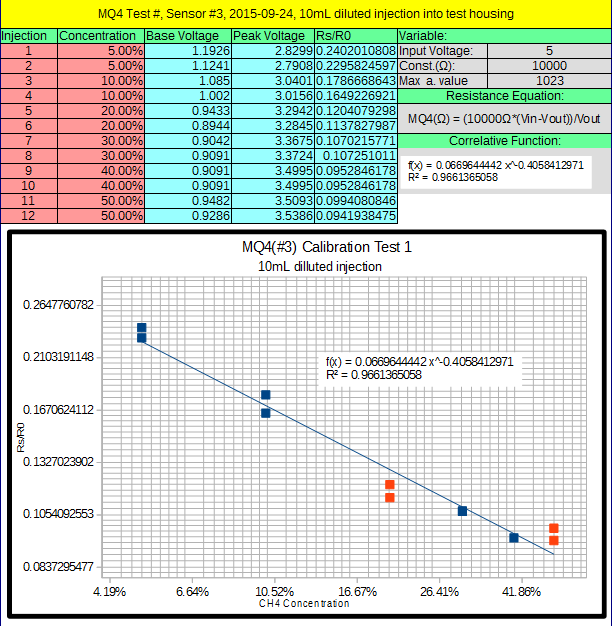 MQ4 Test #, Sensor #3, 2015-09-24, 10mL diluted injection into test housing
Injection Concentration Base Voltage Peak Voltage Rs/R0 Variable:
1 5.00% 1.1926 2.8299 0.2402010808 Input Voltage: 5
2 5.00% 1.1241 2.7908 0.2295824597 Const.(Ω): 10000
3 10.00% 1.085 3.0401 0.1786668643 Max a. value 1023
4 10.00% 1.002 3.0156 0.1649226921 Resistance Equation:
5 20.00% 0.9433 3.2942 0.1204079298
MQ4(Ω) = (10000Ω*(Vin-Vout))/Vout
6 20.00% 0.8944 3.2845 0.1137827987
7 30.00% 0.9042 3.3675 0.1070215771 Correlative Function:
8 30.00% 0.9091 3.3724 0.107251011
f(x) = 0.0669644442 x^-0.4058412971
9 40.00% 0.9091 3.4995 0.0952846178
R² = 0.9661365058
10 40.00% 0.9091 3.4995 0.0952846178
11 50.00% 0.9482 3.5093 0.0994080846
12 50.00% 0.9286 3.5386 0.0941938475
MQ4(#3) Calibration Test 1
10mL dilluted injection
0.2647760782
0.2103191148
0.1670624112
0.1327023902
0.1054092553
0.0837295477
Rs/R0
f(x) = 0.0669644442 x^-0.4058412971
R² = 0.9661365058
4.19% 6.64% 10.52% 16.67% 26.41% 41.86%
CH4 Concentration